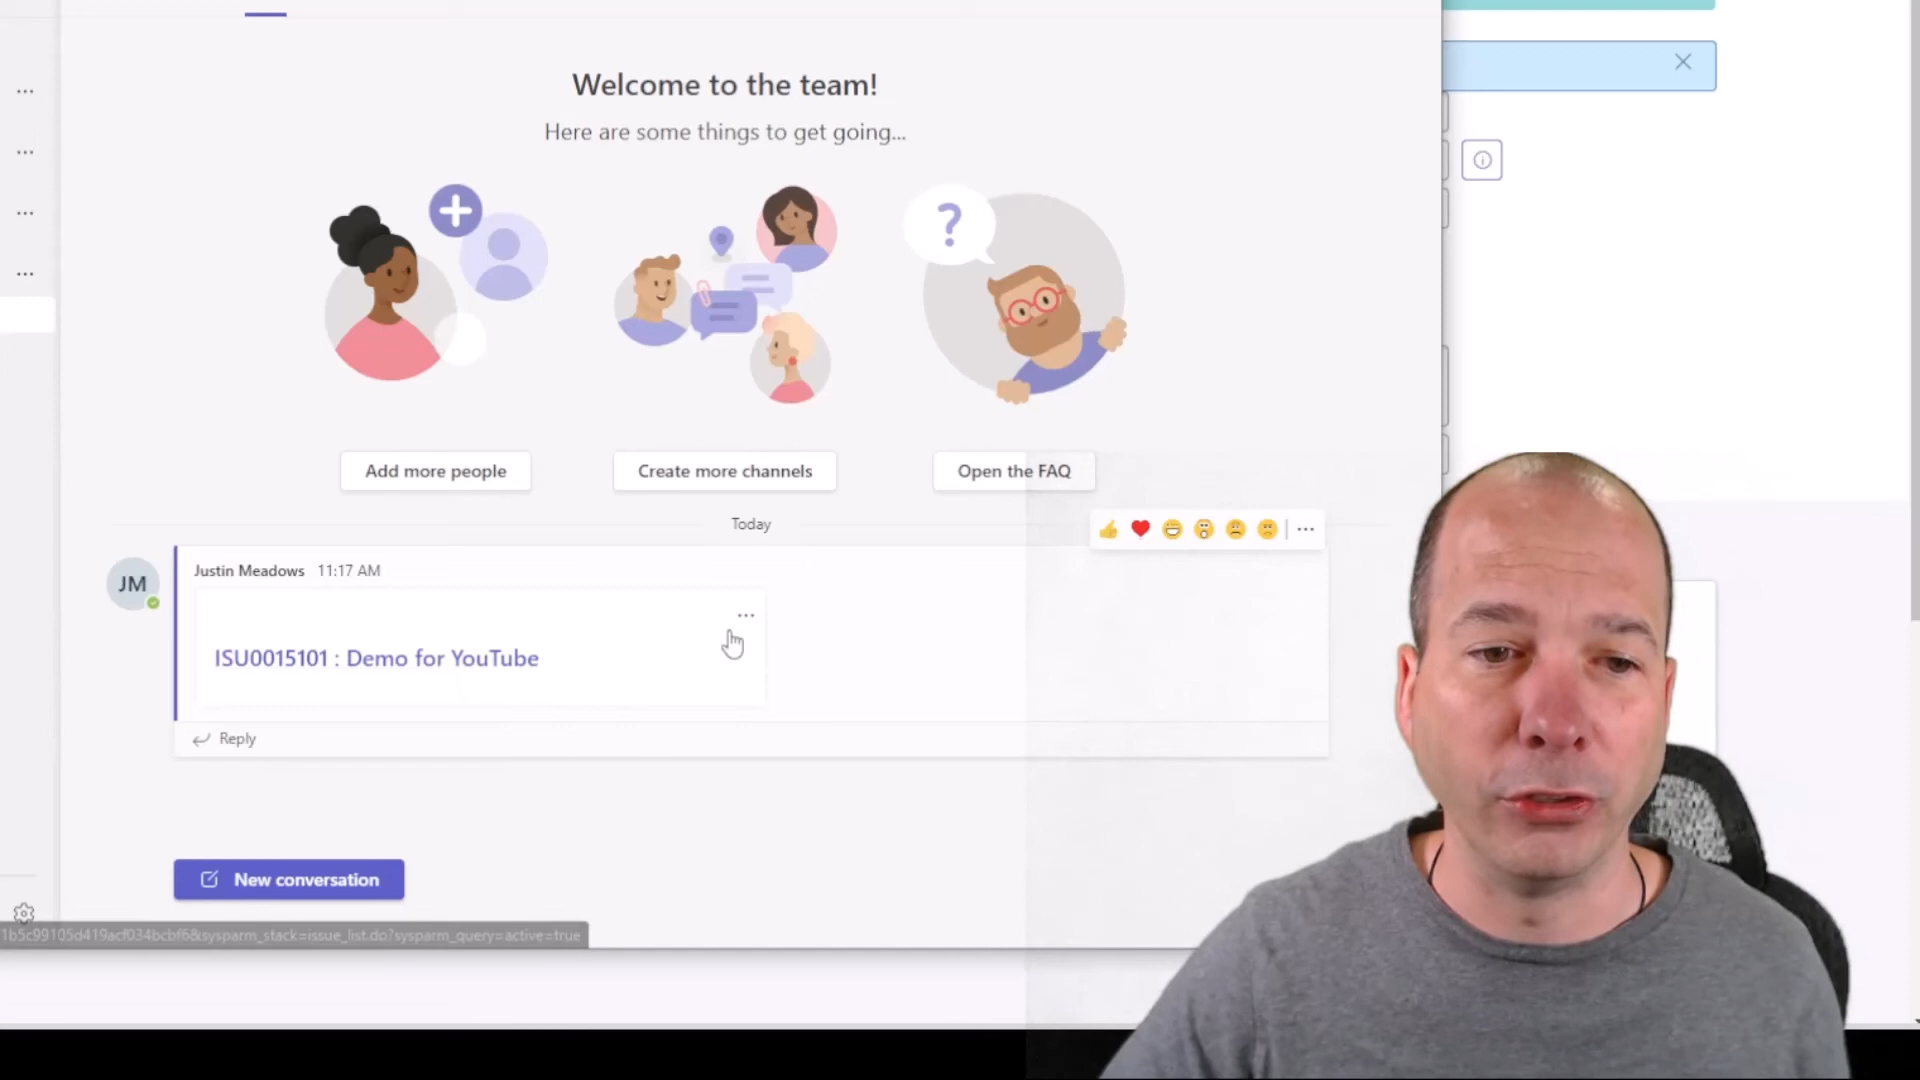 Welcome to the team!
Here are some things to get going...
?
Add more people
Create more channels
Open the FAQ
Today
JM
Justin Meadows 11:17 AM
ISU0015101 : Demo for YouTube
Reply
New conversation
1b5c99105d419acf034bcbf6&sysparm_stack=issue_list.do?sysparm_query=active=true